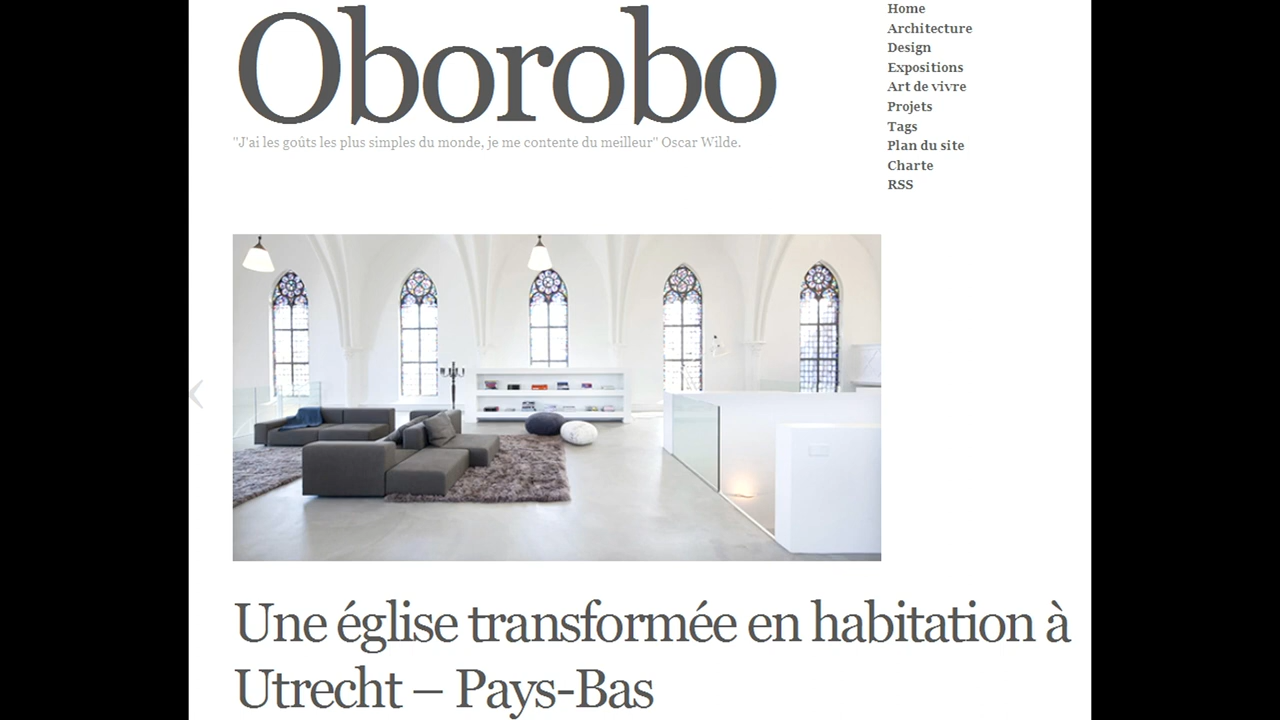 Oborobo
"J'ai les goûts les plus simples du monde, je me contente du meilleur" Oscar Wilde.
Home
Architecture
Design
Expositions
Art de vivre
Projets
Tags
Plan du site
Charte
RSS
Une église transformée en habitation à
Utrecht – Pays-Bas